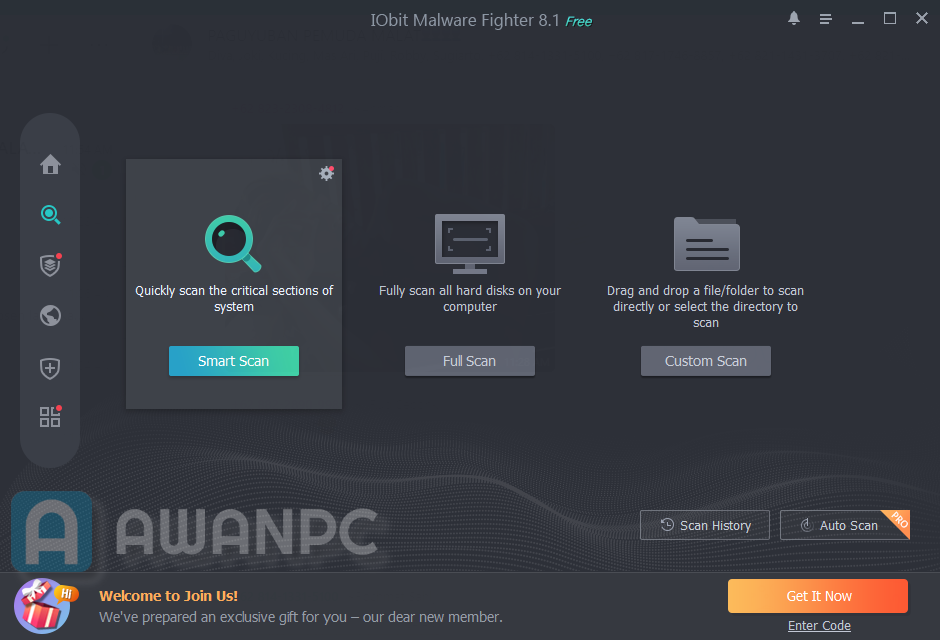 IObit Malware Fighter 8.1 Free
Quickly scan the critical sections of
system
Smart Scan
Fully scan all hard disks on your
computer
Full Scan
Drag and drop a file/folder to scan
directly or select the directory to
scan
Custom Scan
AWANPC
Scan History
Auto Scan
PRO
HI
Welcome to Join Us!
We've prepared an exclusive gift for you – our dear new member.
Get It Now
Enter Code